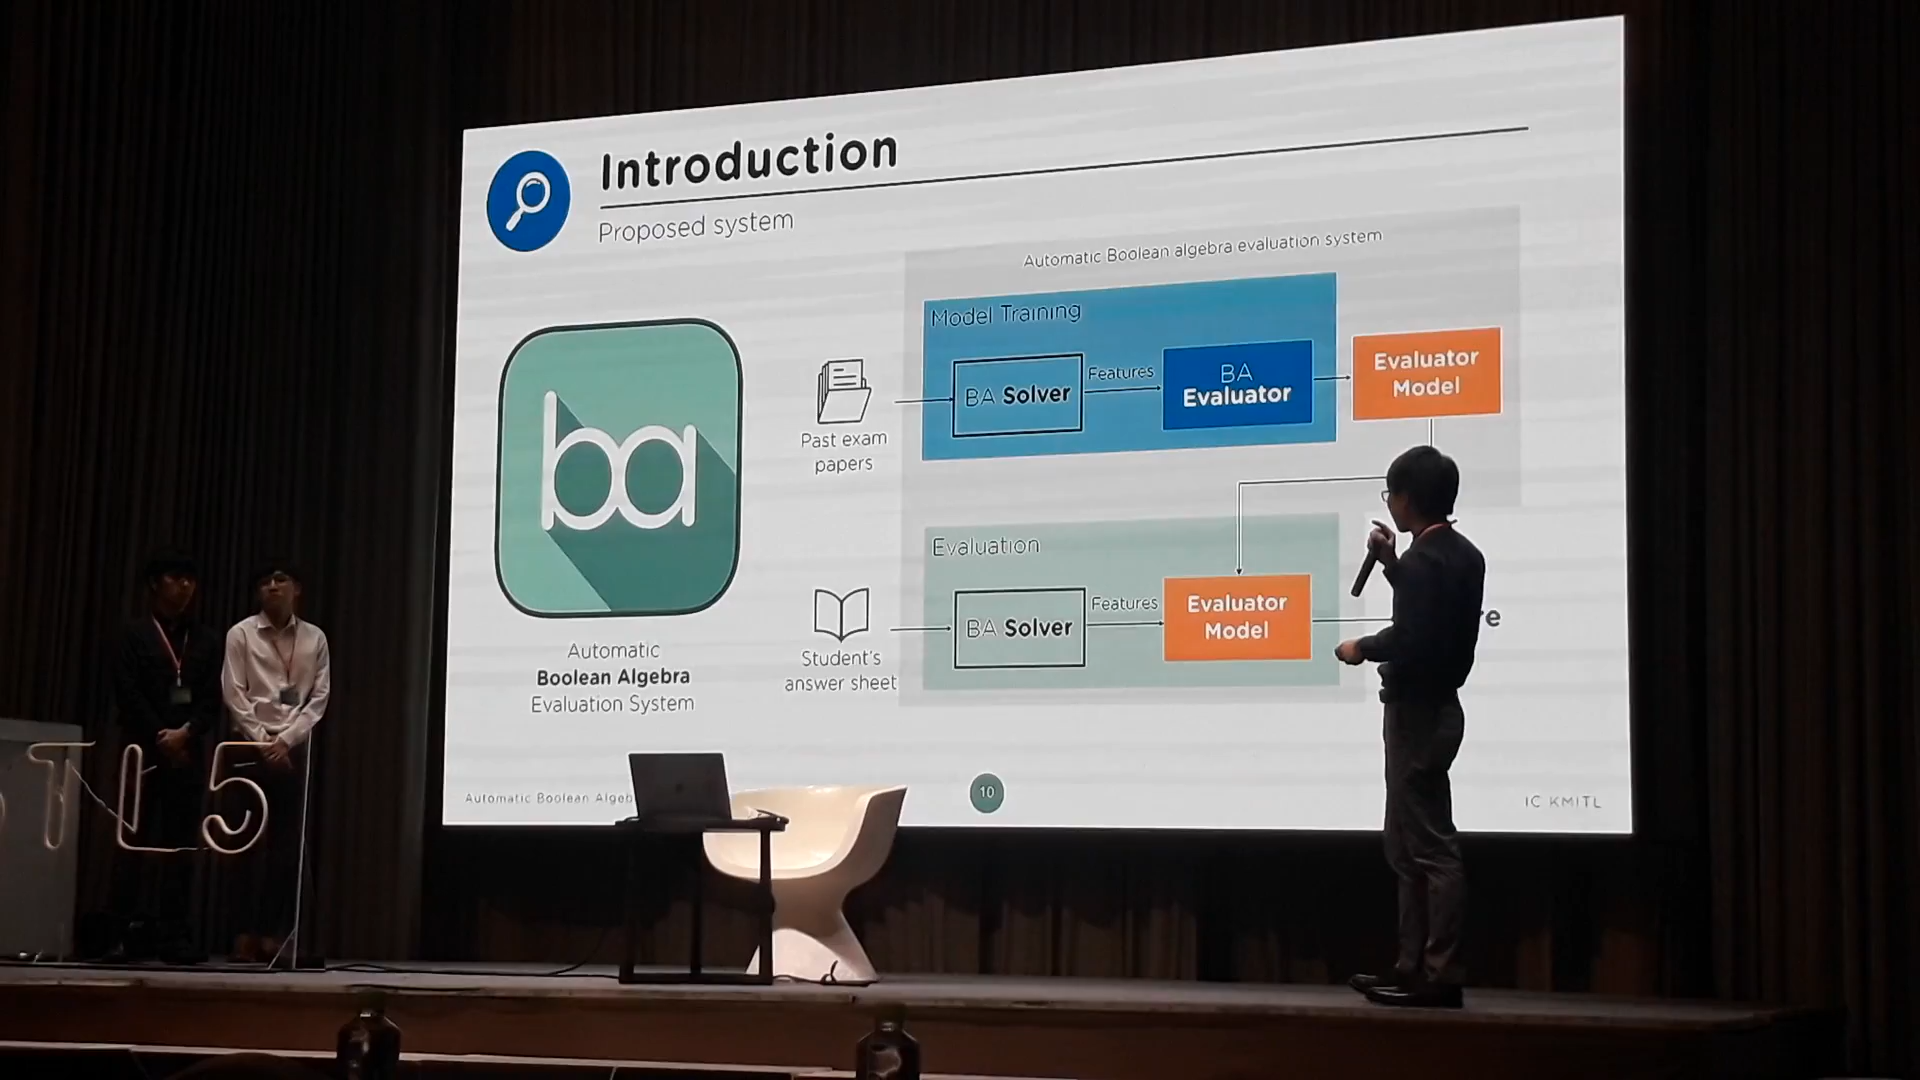 Introduction
Proposed system
Automatic Boolean algebra evaluation system
Model Training
BA Solver
Features
BA
Evaluator
Evaluator
Model
Past exam
papers
ba
Evaluation
BA Solver
Features
Evaluator
Model
Student's
answer sheet
Automatic
Boolean Algebra
Evaluation System
Automatic Boolean
10
IC KMITL
TL5